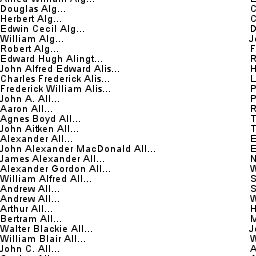 Alfred William Alg...
Douglas Alg...
Herbert Alg...
Edwin Cecil Alg...
William Alg...
Robert Alg...
Edward Hugh Alingt...
John Alfred Edward Alis...
Charles Frederick Alis...
Frederick William Alis...
John A. All...
Aaron All...
Agnes Boyd All...
John Aitken All...
Alexander All...
John Alexander MacDonald All...
James Alexander All...
Alexander Gordon All...
William Alfred All...
Andrew All...
Andrew All...
Arthur All...
Bertram All...
Walter Blackie All...
William Blair All...
John C. All...